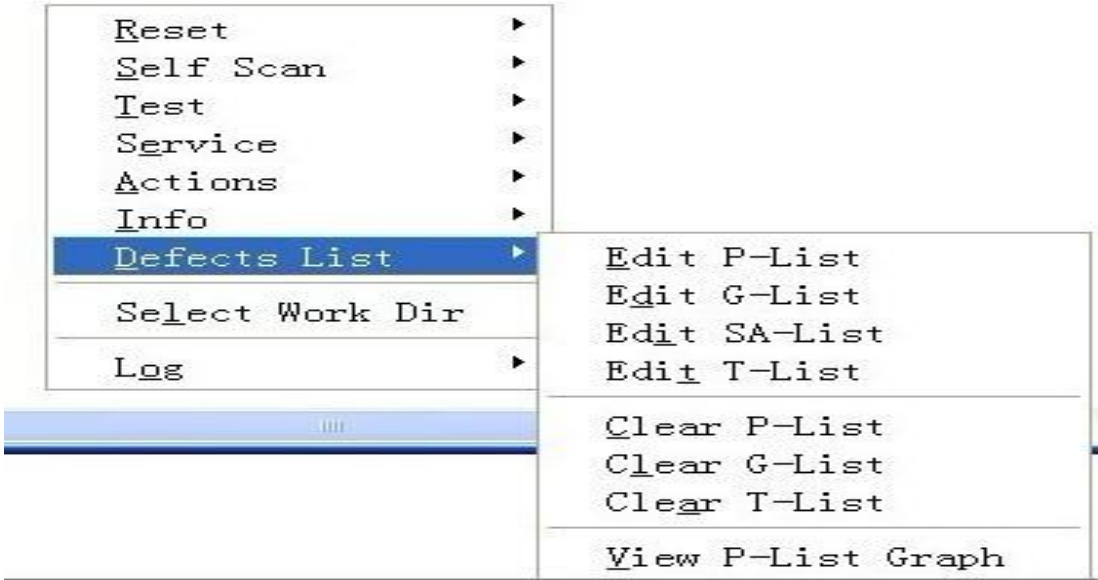 Reset
Self Scan
Test
Service
Actions
Info
Defects List
Select Work Dir
Log
Edit P-List
Edit G-List
Edit SA-List
Edit T-List
Clear P-List
Clear G-List
Clear T-List
View P-List Graph